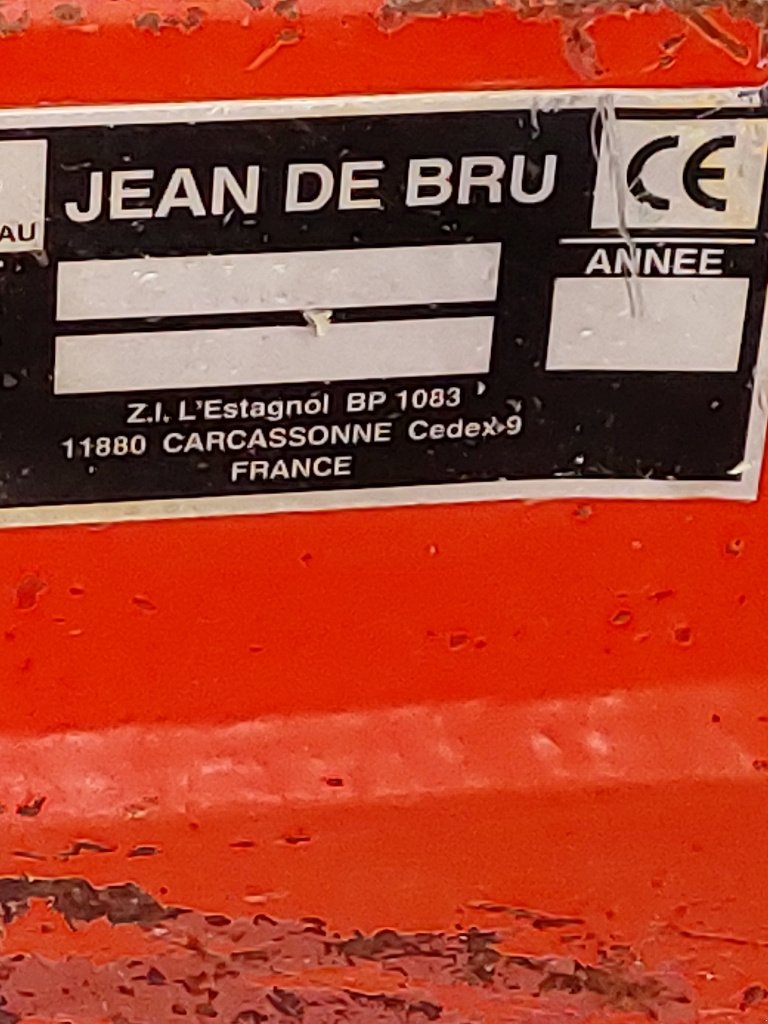 JEAN DE BRU
CE
AU
ANNEE
Z.I. L'Estagnol BP 1083
11880 CARCASSONNE Cedex 9
FRANCE